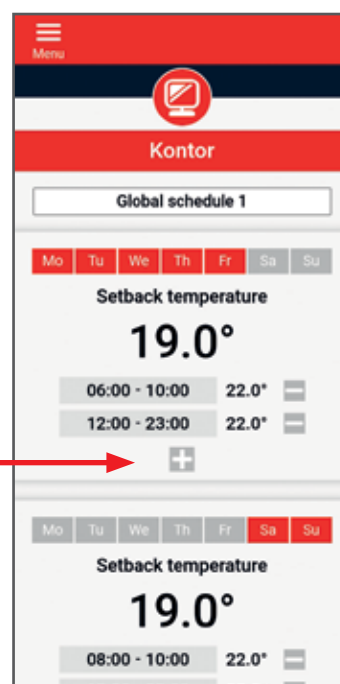 Menu
Kontor
Global schedule 1
Mo Tu We Th Fr Sa Su
Setback temperature
19.0°
06:00 - 10:00 22.0°
12:00 - 23:00 22.0°
Mo Tu We Th Fr Sa Su
Setback temperature
19.0°
08:00 - 10:00 22.0°